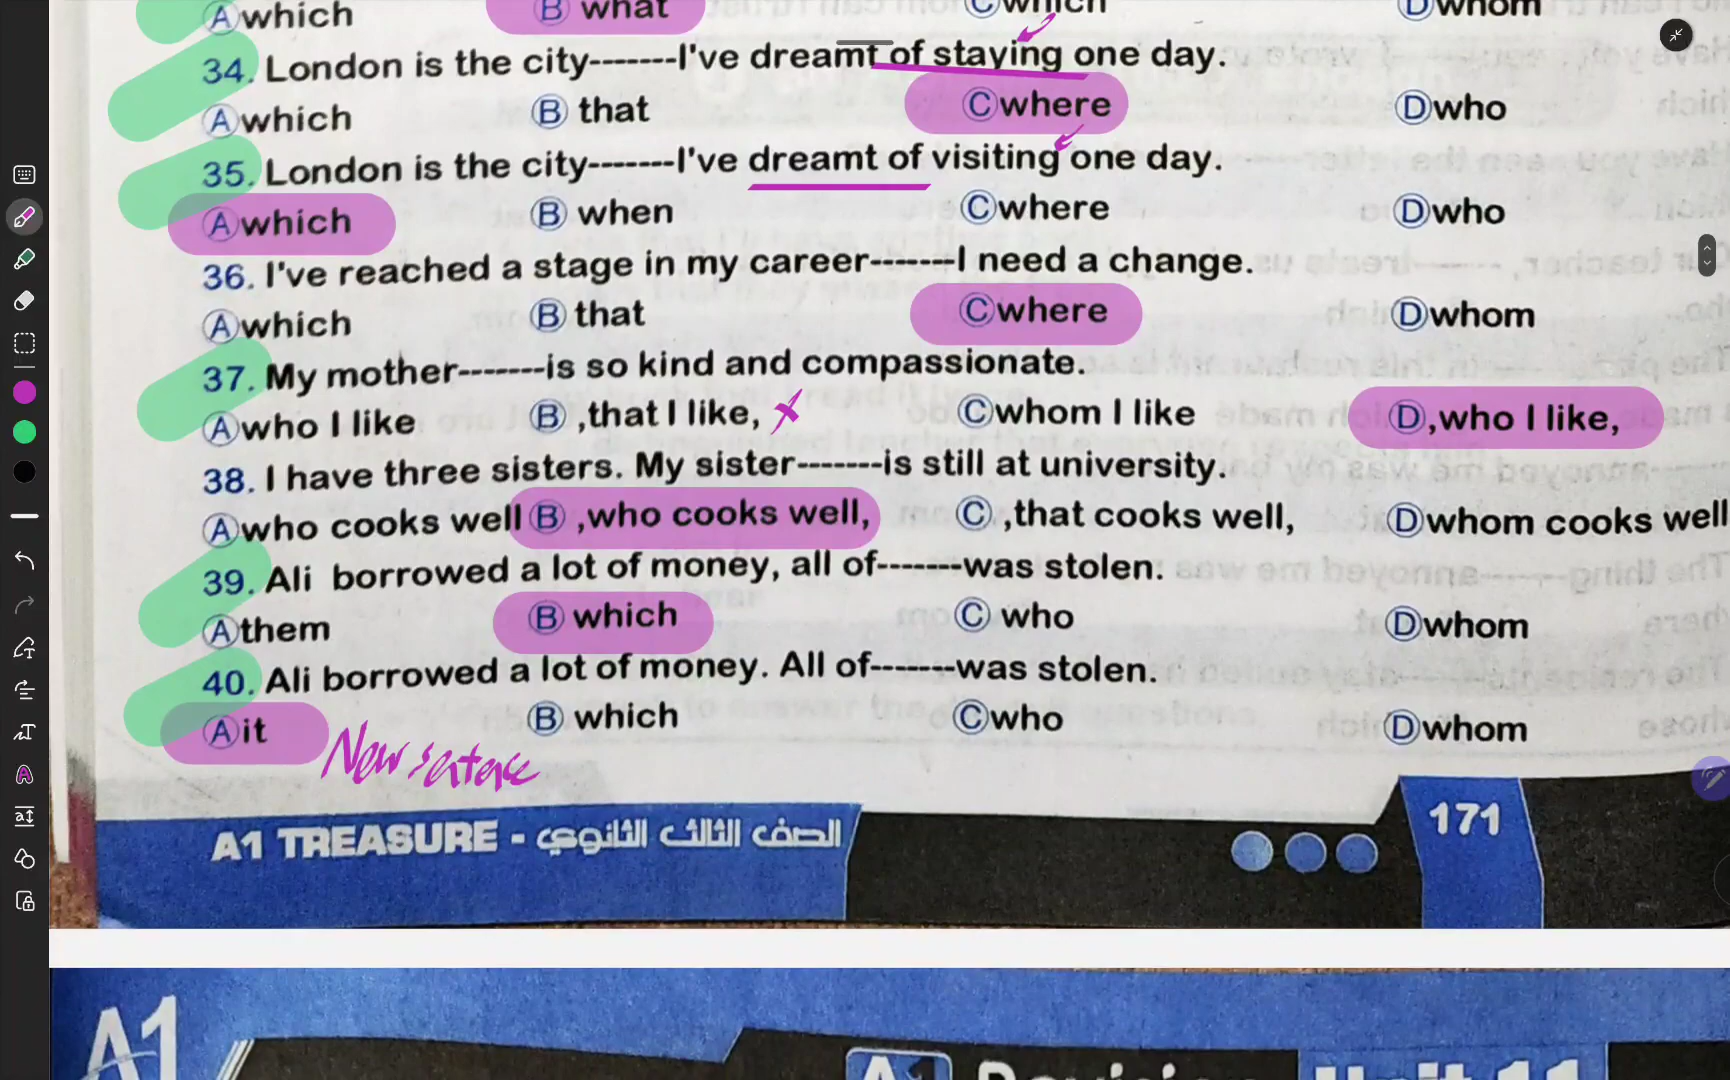 A which B what C which D whom
34. London is the city-------I've dreamt of staying one day.
A which B that C where D who
35. London is the city-------I've dreamt of visiting one day.
A which B when C where D who
36. I've reached a stage in my career-------I need a change.
A which B that C where D whom
37. My mother-------is so kind and compassionate.
A who I like B ,that I like, C whom I like D ,who I like,
38. I have three sisters. My sister-------is still at university.
A who cooks well B ,who cooks well, C ,that cooks well, D whom cooks well
39. Ali borrowed a lot of money, all of-------was stolen.
A them B which C who D whom
40. Ali borrowed a lot of money. All of-------was stolen.
A it B which C who D whom
New
A1 TREASURE - الصف الثالث الثانوي
171
A1